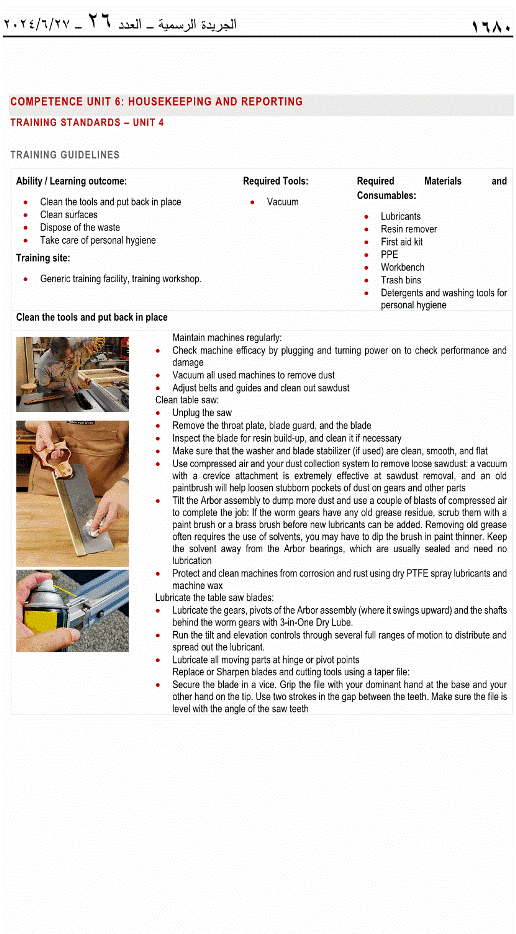 ١٦٨٠
الجريدة الرسمية – العدد ٢٦ – ٢٠٢٤/٦/٢٧
COMPETENCE UNIT 6: HOUSEKEEPING AND REPORTING
TRAINING STANDARDS – UNIT 4
TRAINING GUIDELINES
Ability / Learning outcome:
• Clean the tools and put back in place
• Clean surfaces
• Dispose of the waste
• Take care of personal hygiene
Training site:
• Generic training facility, training workshop.
Required Tools:
• Vacuum
Required Materials and
Consumables:
• Lubricants
• Resin remover
• First aid kit
• PPE
• Workbench
• Trash bins
• Detergents and washing tools for
personal hygiene
Clean the tools and put back in place
Maintain machines regularly:
• Check machine efficacy by plugging and turning power on to check performance and
damage
• Vacuum all used machines to remove dust
• Adjust belts and guides and clean out sawdust
Clean table saw:
• Unplug the saw
• Remove the throat plate, blade guard, and the blade
• Inspect the blade for resin build-up, and clean it if necessary
• Make sure that the washer and blade stabilizer (if used) are clean, smooth, and flat
• Use compressed air and your dust collection system to remove loose sawdust: a vacuum
with a crevice attachment is extremely effective at sawdust removal, and an old
paintbrush will help loosen stubborn pockets of dust on gears and other parts
• Tilt the Arbor assembly to dump more dust and use a couple of blasts of compressed air
to complete the job: If the worm gears have any old grease residue, scrub them with a
paint brush or a brass brush before new lubricants can be added. Removing old grease
often requires the use of solvents, you may have to dip the brush in paint thinner. Keep
the solvent away from the Arbor bearings, which are usually sealed and need no
lubrication
• Protect and clean machines from corrosion and rust using dry PTFE spray lubricants and
machine wax
Lubricate the table saw blades:
• Lubricate the gears, pivots of the Arbor assembly (where it swings upward) and the shafts
behind the worm gears with 3-in-One Dry Lube.
• Run the tilt and elevation controls through several full ranges of motion to distribute and
spread out the lubricant.
• Lubricate all moving parts at hinge or pivot points
Replace or Sharpen blades and cutting tools using a taper file:
• Secure the blade in a vice. Grip the file with your dominant hand at the base and your
other hand on the tip. Use two strokes in the gap between the teeth. Make sure the file is
level with the angle of the saw teeth